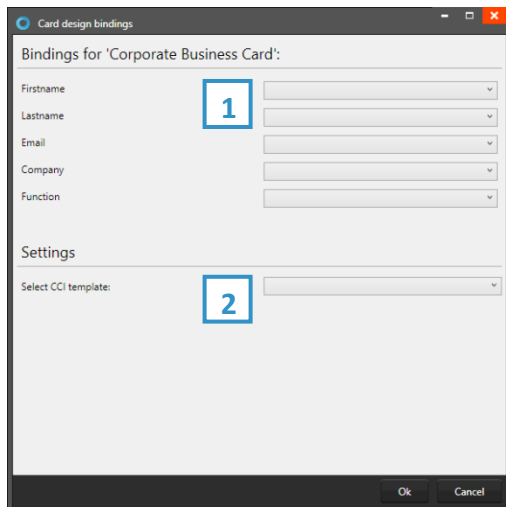 Card design bindings
Bindings for 'Corporate Business Card':
Firstname
1
Lastname
Email
Company
Function
Settings
Select CCI template:
2
Ok Cancel